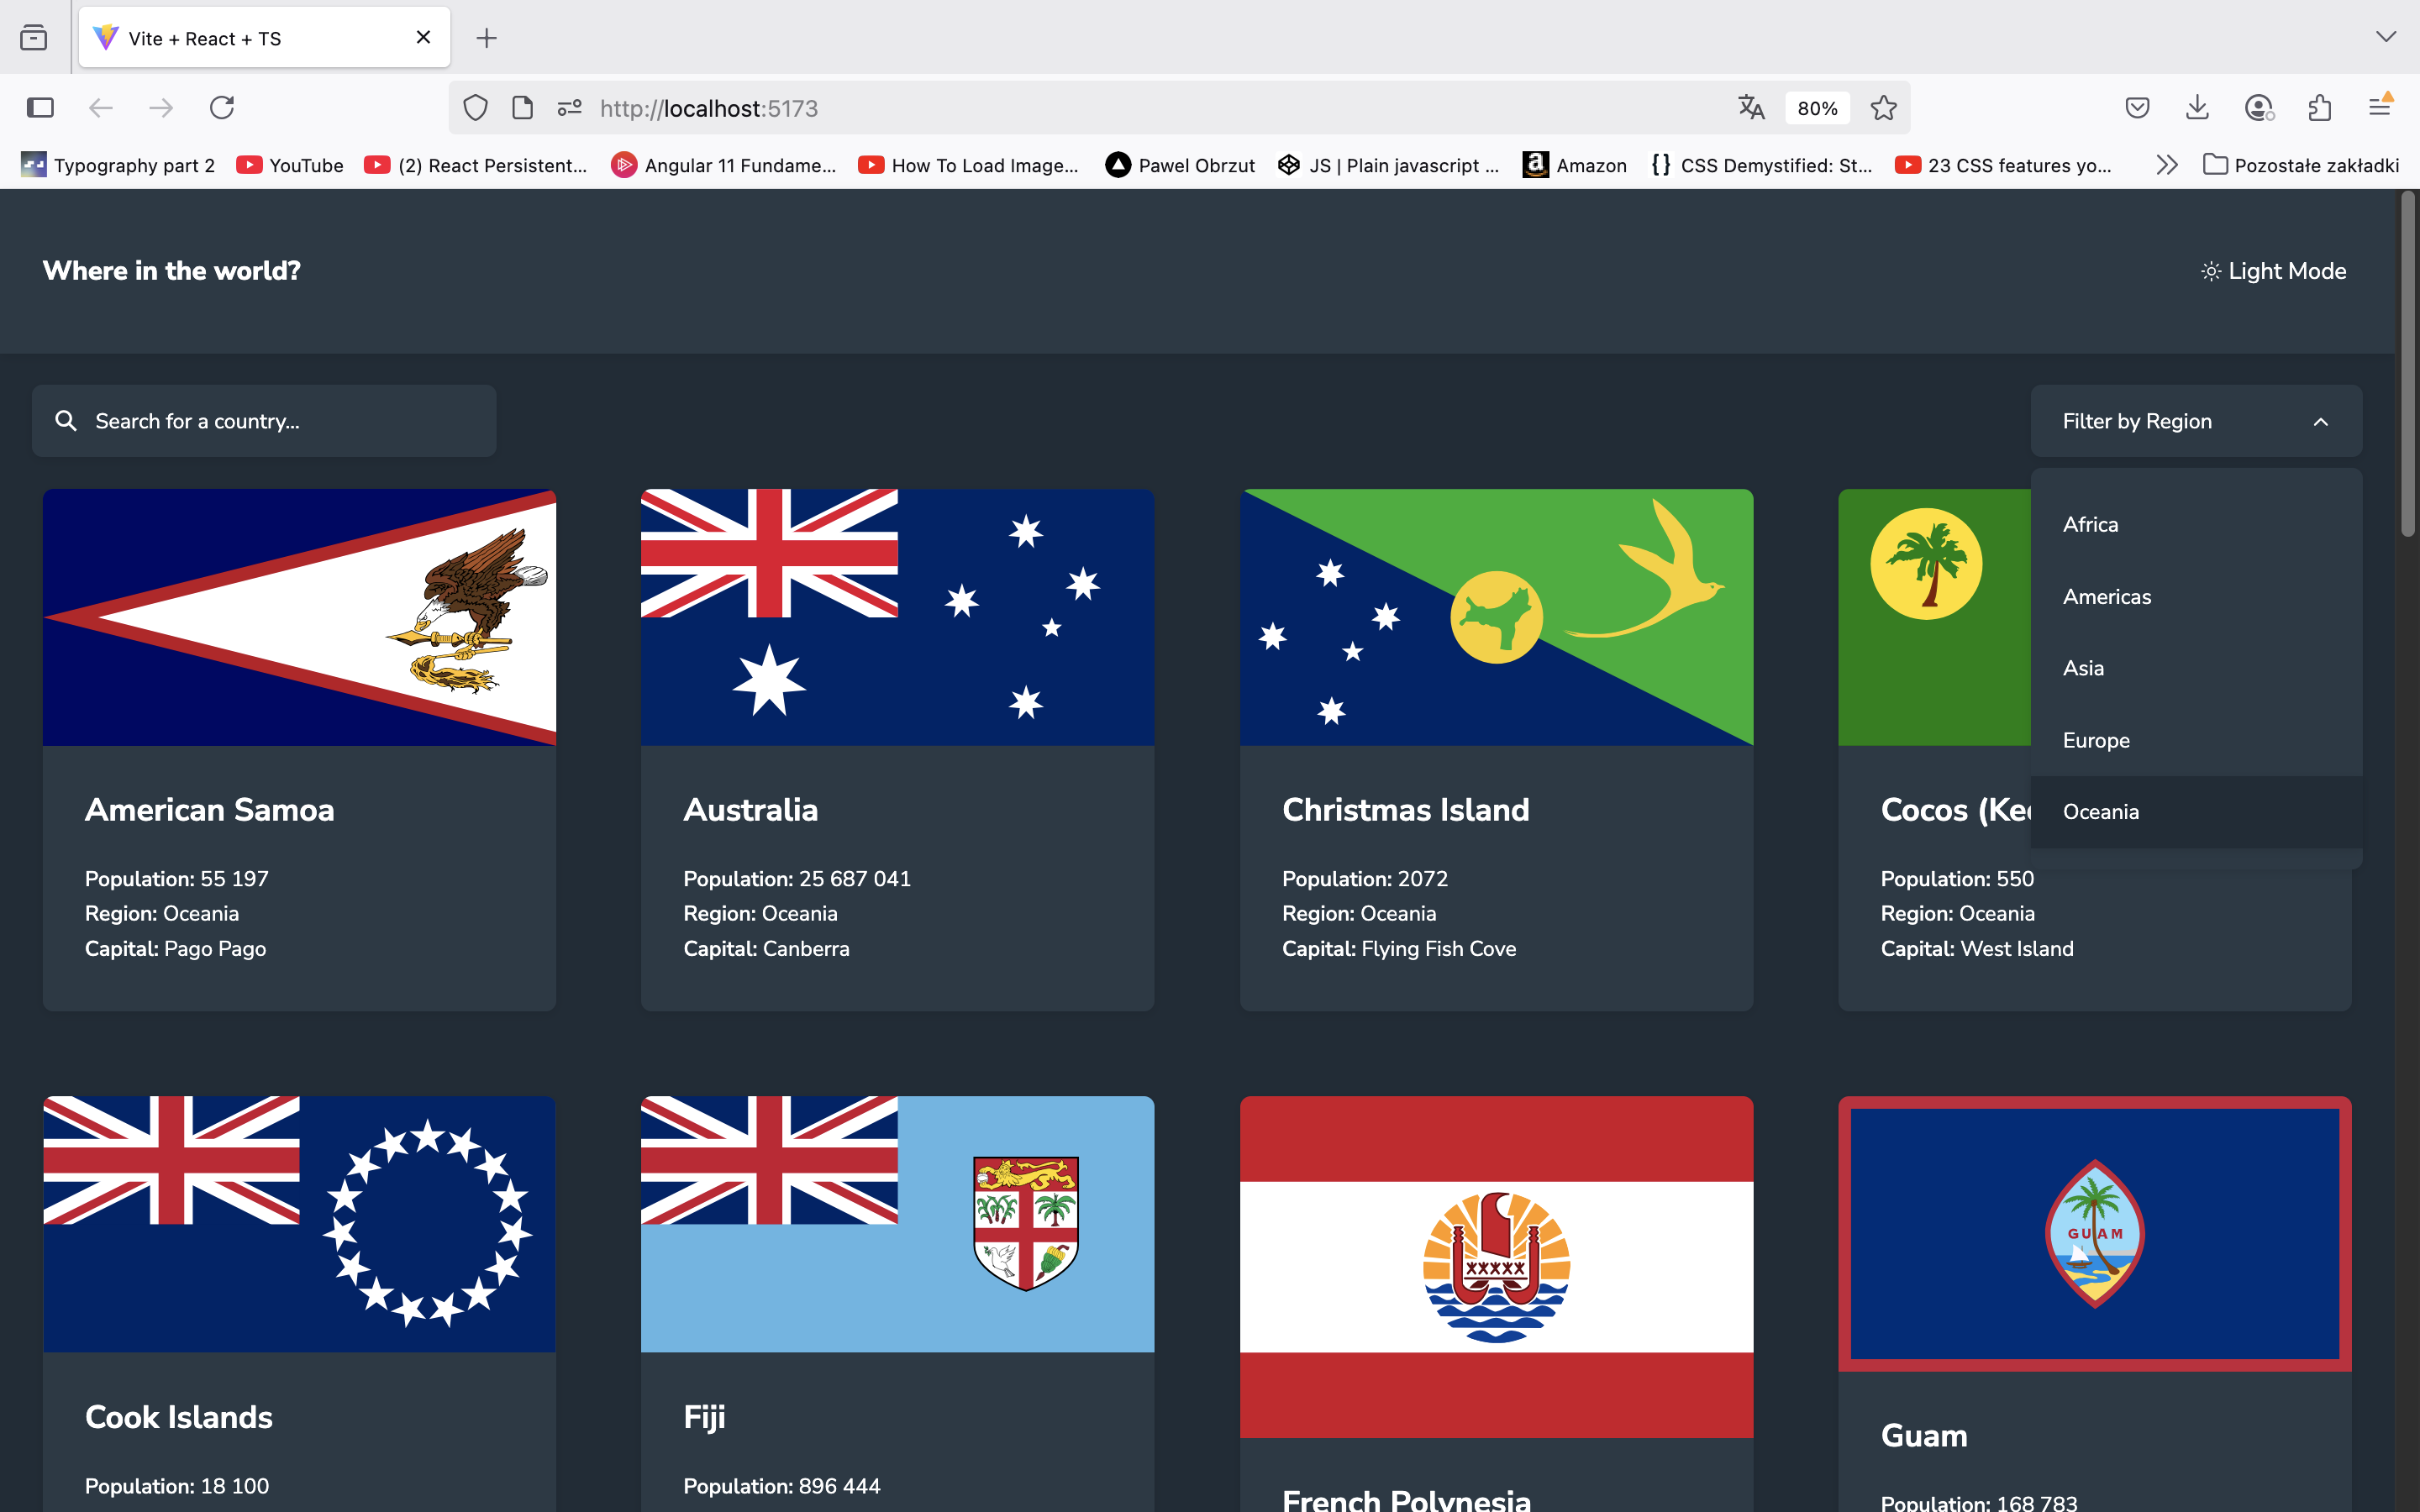 Vite + React + TS
http://localhost:5173
80%
Typography part 2
YouTube
(2) React Persistent...
Angular 11 Fundame...
How To Load Image...
Pawel Obrzut
JS | Plain javascript ...
Amazon
CSS Demystified: St...
23 CSS features yo...
Pozostałe zakładki
Where in the world?
Light Mode
Search for a country...
Filter by Region
Africa
Americas
Asia
Europe
Oceania
American Samoa
Population: 55 197
Region: Oceania
Capital: Pago Pago
Australia
Population: 25 687 041
Region: Oceania
Capital: Canberra
Christmas Island
Population: 2072
Region: Oceania
Capital: Flying Fish Cove
Cocos (Kee
Population: 550
Region: Oceania
Capital: West Island
Cook Islands
Population: 18 100
Fiji
Population: 896 444
French Polynesia
GUAM
Guam
Population: 168 783